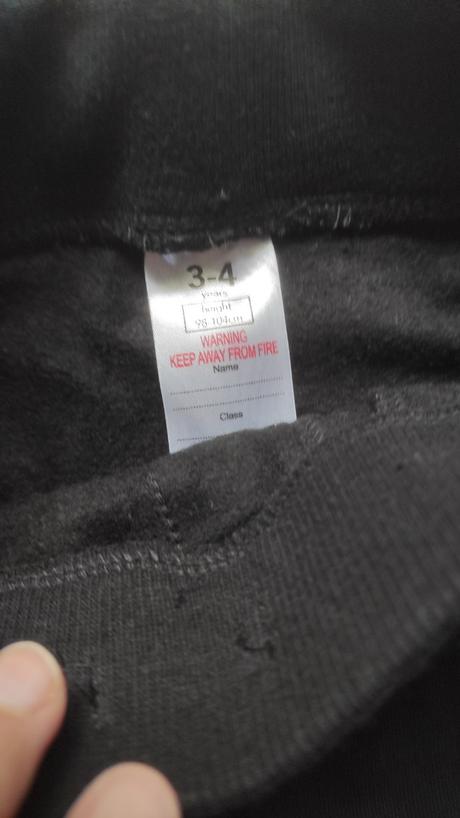 3-4
years
height
98-104cm
WARNING
KEEP AWAY FROM FIRE
Name
Class